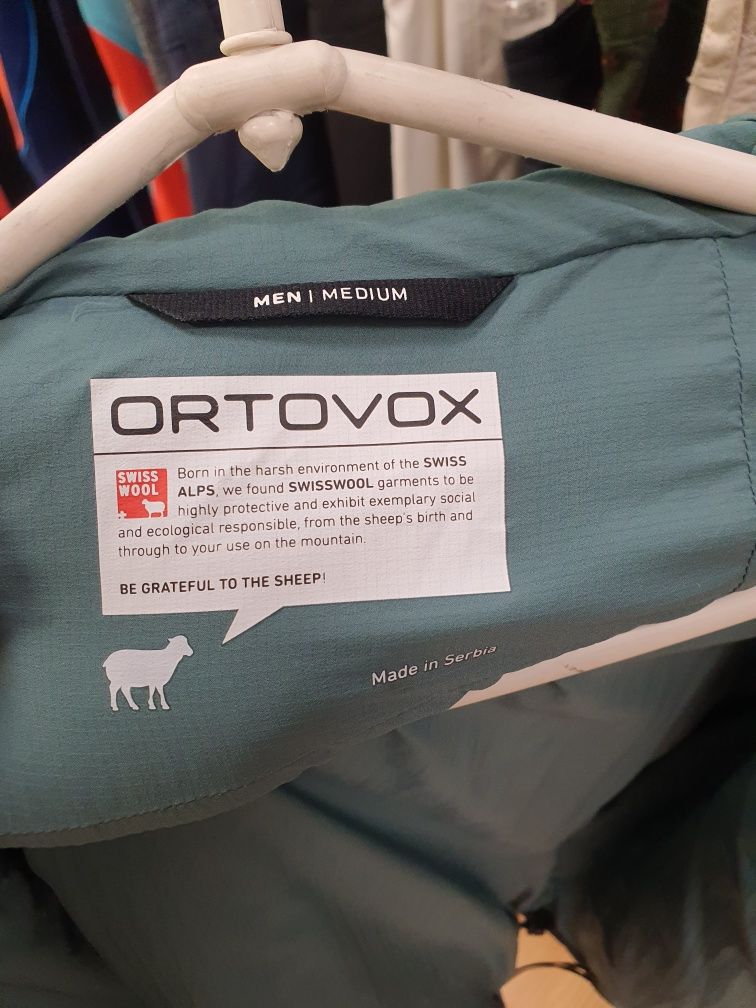 MEN | MEDIUM
ORTOVOX
SWISS
WOOL
Born in the harsh environment of the SWISS
ALPS, we found SWISSWOOL garments to be
highly protective and exhibit exemplary social
and ecological responsible, from the sheep's birth and
through to your use on the mountain.
BE GRATEFUL TO THE SHEEP!
Made in Serbia